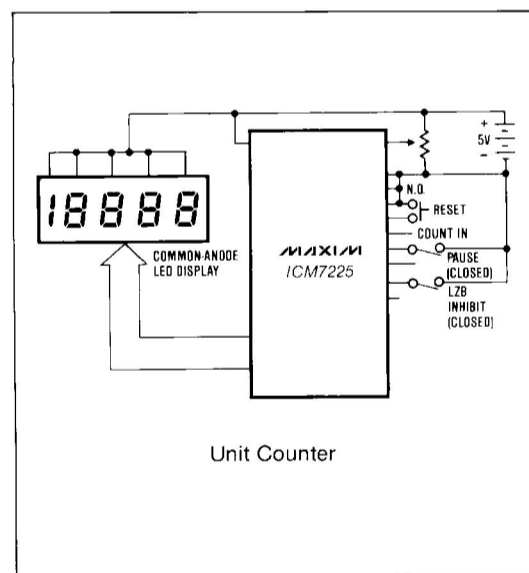 18888
COMMON-ANODE
LED DISPLAY
MAXIM
ICM7225
+
5V
−
N.O.
RESET
COUNT IN
PAUSE
(CLOSED)
LZB
INHIBIT
(CLOSED)
Unit Counter